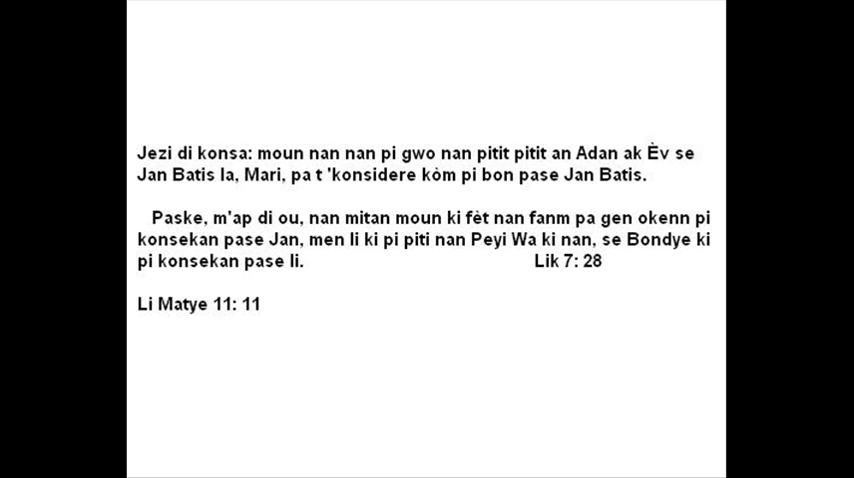 Jezi di konsa: moun nan nan pi gwo nan pitit pitit an Adan ak Èv se
Jan Batis la, Mari, pa t 'konsidere kòm pi bon pase Jan Batis.
Paske, m'ap di ou, nan mitan moun ki fèt nan fanm pa gen okenn pi
konsekan pase Jan, men li ki pi piti nan Peyi Wa ki nan, se Bondye ki
pi konsekan pase li. Lik 7: 28
Li Matye 11: 11